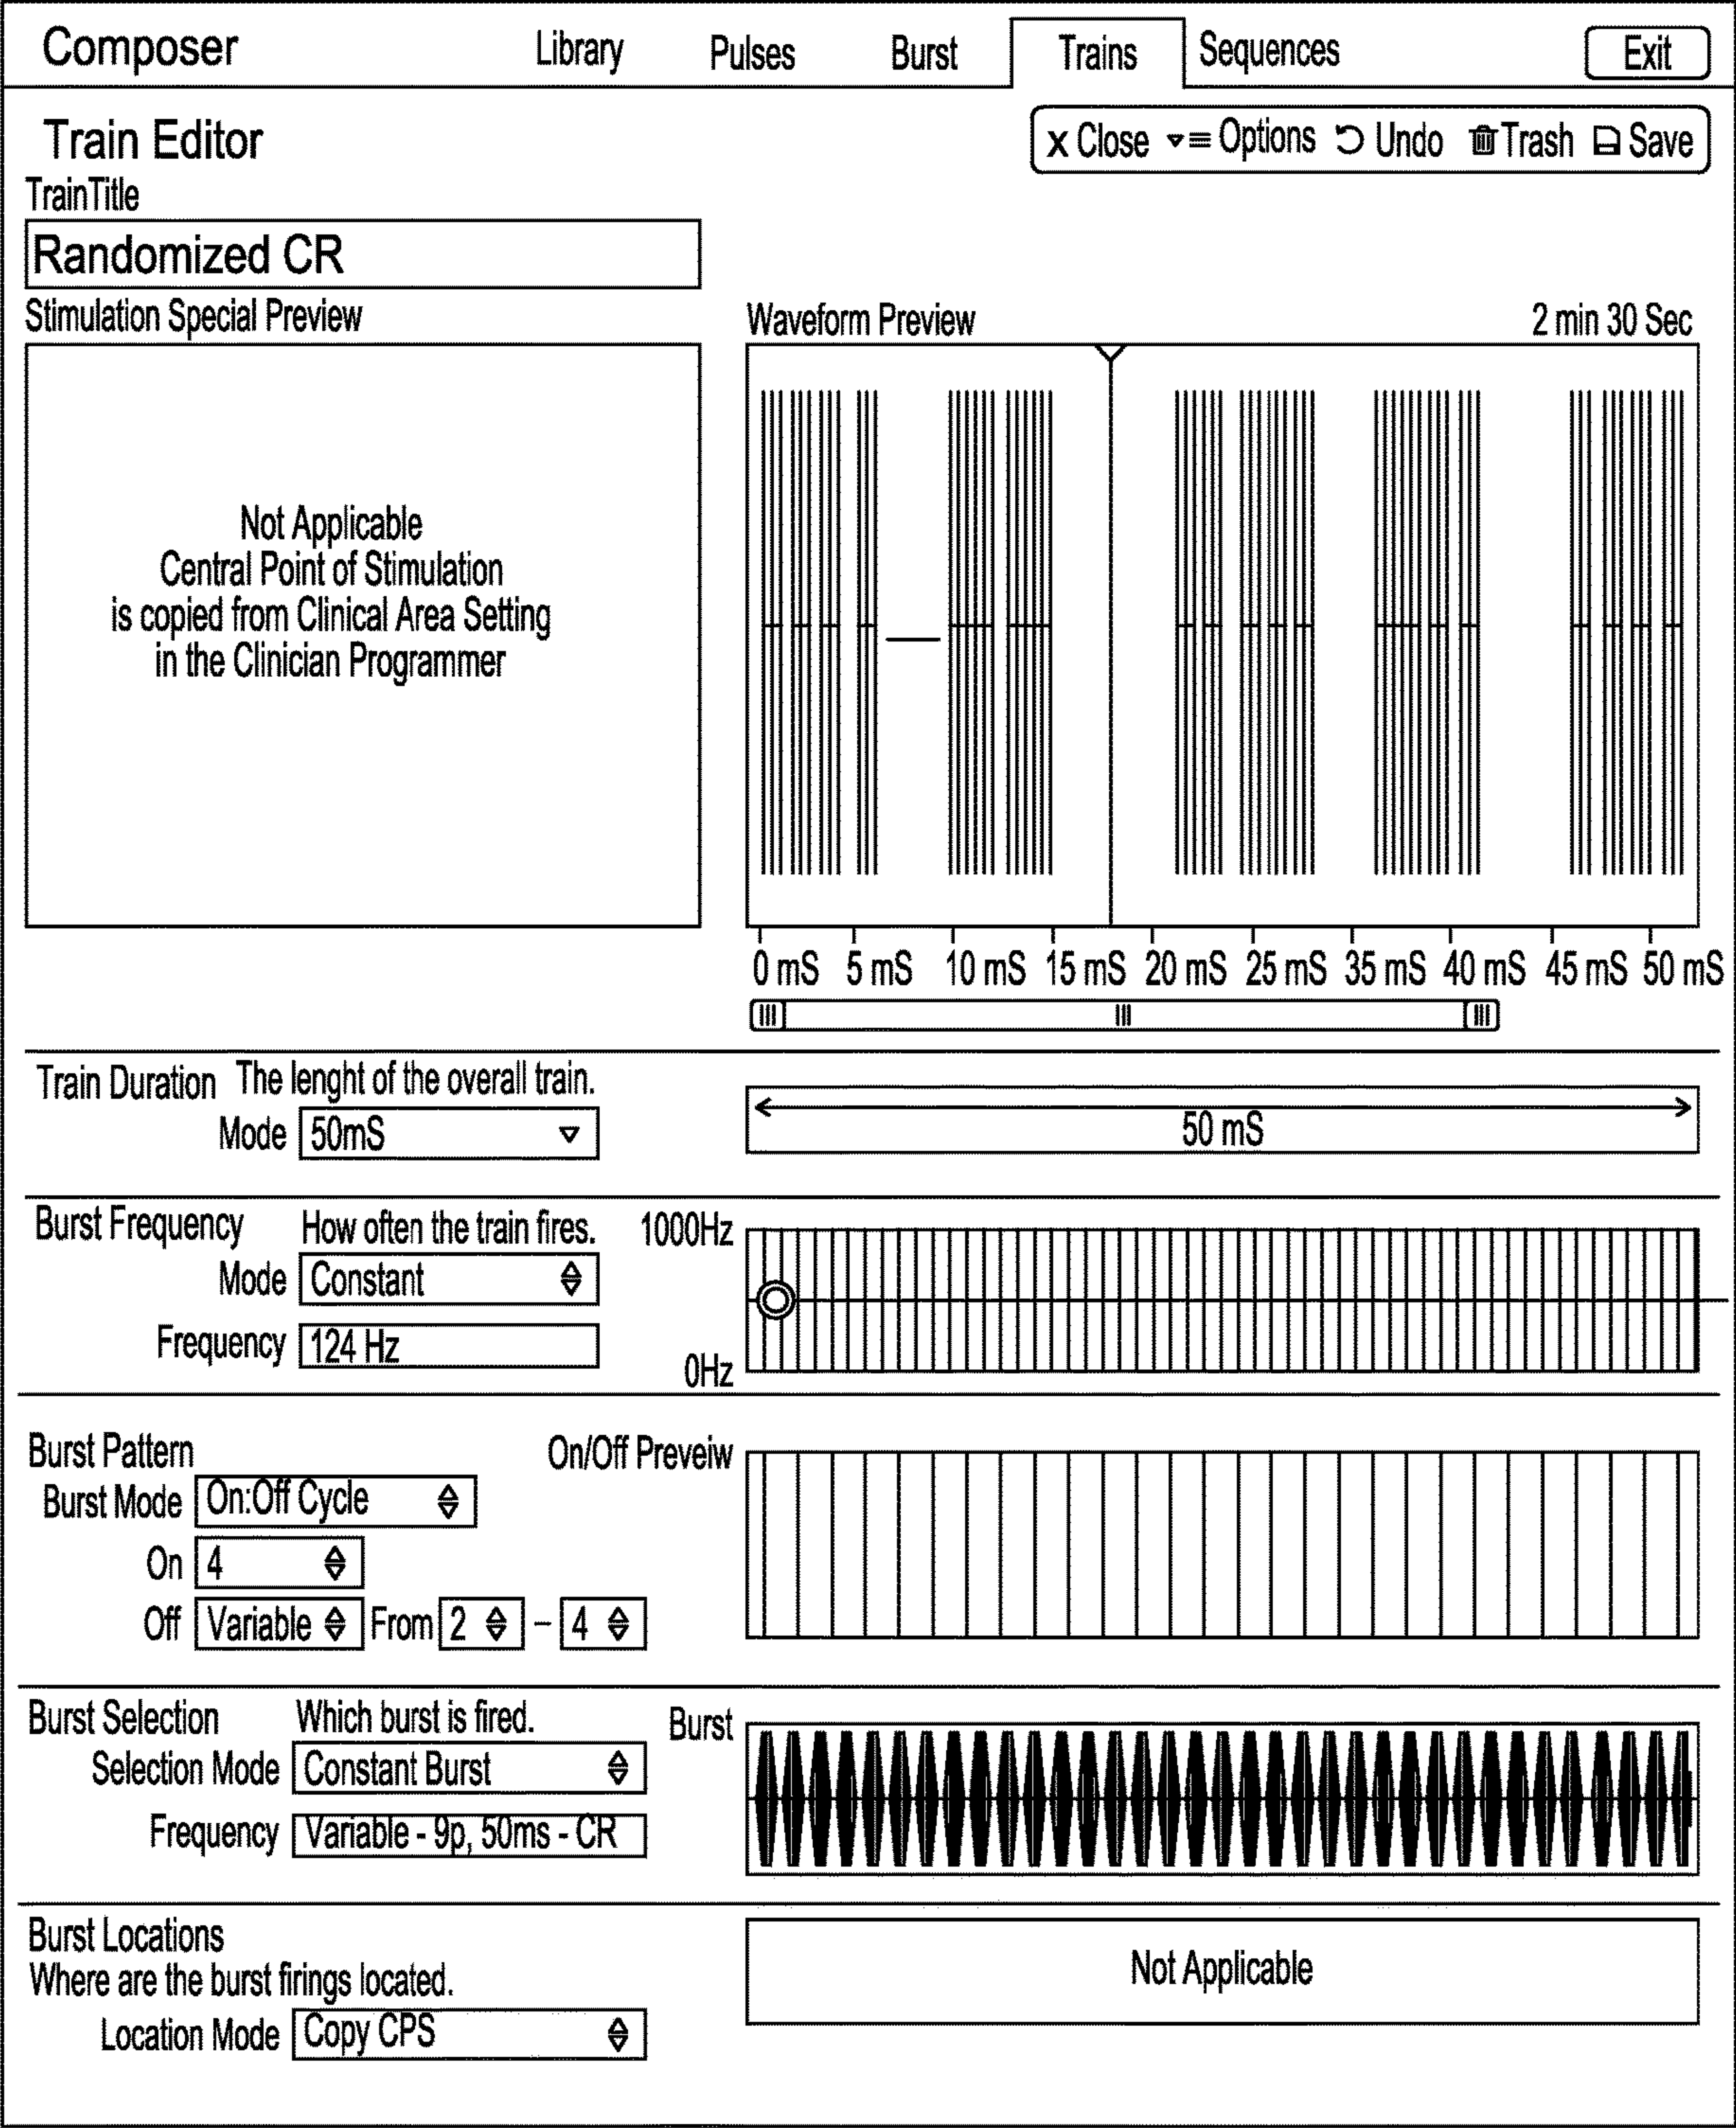 Composer Library Pulses Burst Trains Sequences Exit
Train Editor
X Close Options Undo Trash Save
TrainTitle
Randomized CR
Stimulation Special Preview
Not Applicable
Central Point of Stimulation
is copied from Clinical Area Setting
in the Clinician Programmer
Waveform Preview 2 min 30 Sec
0 mS 5 mS 10 mS 15 mS 20 mS 25 mS 35 mS 40 mS 45 mS 50 mS
Train Duration The lenght of the overall train.
Mode 50mS
50 mS
Burst Frequency How often the train fires.
Mode Constant
Frequency 124 Hz
1000Hz
0Hz
Burst Pattern
Burst Mode On:Off Cycle
On 4
Off Variable From 2 – 4
On/Off Preveiw
Burst Selection Which burst is fired.
Selection Mode Constant Burst
Frequency Variable - 9p, 50ms - CR
Burst
Burst Locations
Where are the burst firings located.
Location Mode Copy CPS
Not Applicable